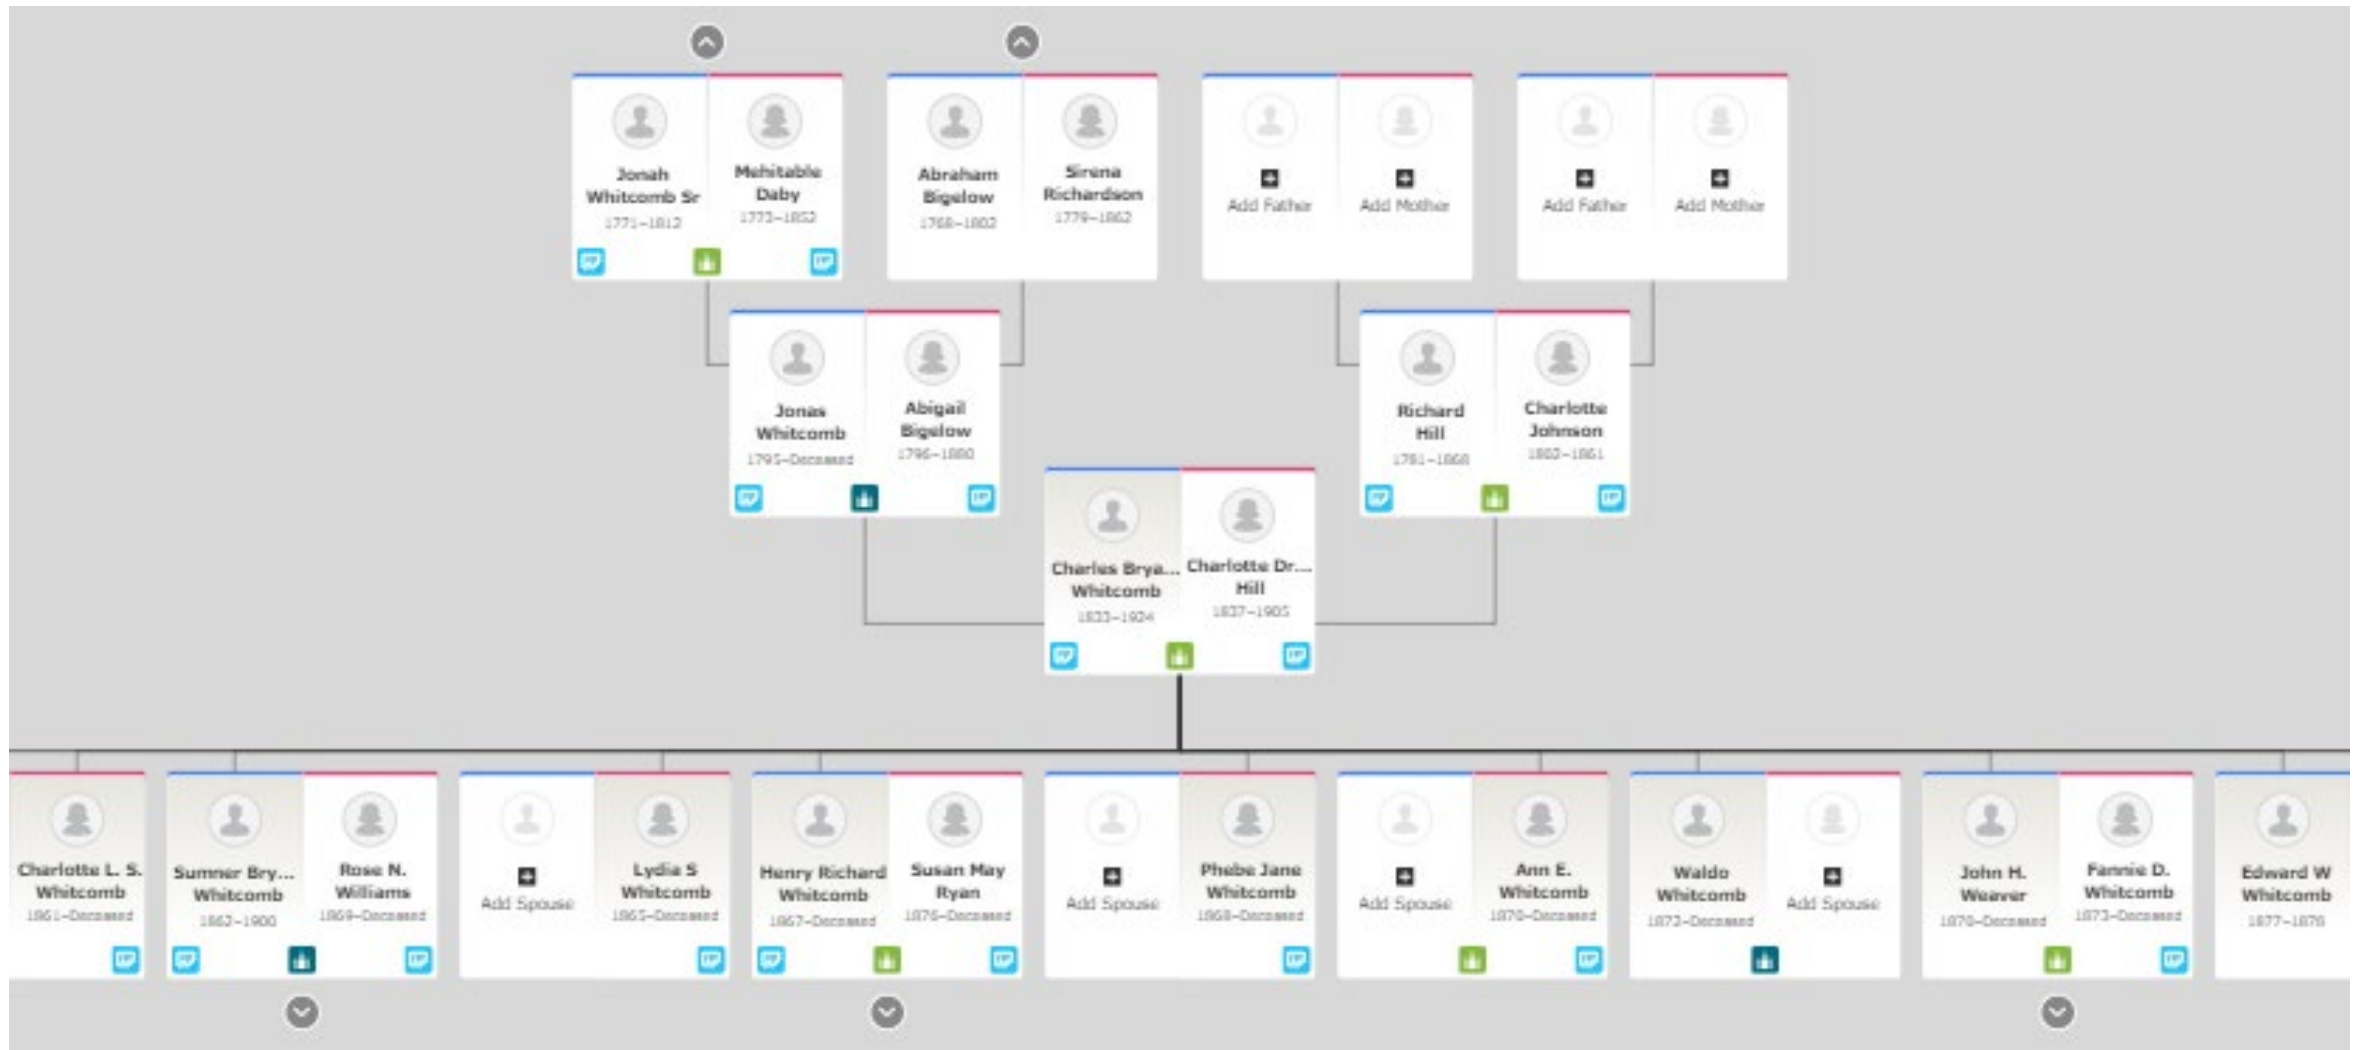 Jonah
Whitcomb Sr
1771–1812
Mehitable
Daby
1773–1852
Abraham
Bigelow
1768–1802
Sirena
Richardson
1779–1862
Add Father
Add Mother
Add Father
Add Mother
Jonas
Whitcomb
1795–Deceased
Abigail
Bigelow
1796–1880
Richard
Hill
1781–1868
Charlotte
Johnson
1802–1861
Charles Brya...
Whitcomb
1833–1924
Charlotte Dr....
Hill
1837–1905
Charlotte L. S.
Whitcomb
1861–Deceased
Sumner Bry...
Whitcomb
1862–1900
Rose N.
Williams
1869–Deceased
Add Spouse
Lydia S
Whitcomb
1865–Deceased
Henry Richard
Whitcomb
1867–Deceased
Susan May
Ryan
1876–Deceased
Add Spouse
Phebe Jane
Whitcomb
1868–Deceased
Add Spouse
Ann E.
Whitcomb
1870–Deceased
Waldo
Whitcomb
1873–Deceased
Add Spouse
John H.
Weaver
1870–Deceased
Fannie D.
Whitcomb
1873–Deceased
Edward W
Whitcomb
1877–1878